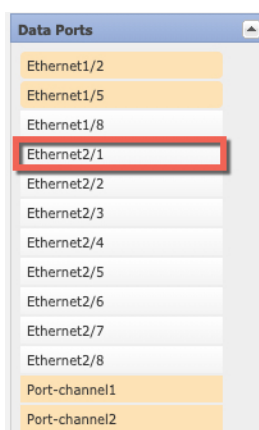 Data Ports
Ethernet1/2
Ethernet1/5
Ethernet1/8
Ethernet2/1
Ethernet2/2
Ethernet2/3
Ethernet2/4
Ethernet2/5
Ethernet2/6
Ethernet2/7
Ethernet2/8
Port-channel1
Port-channel2